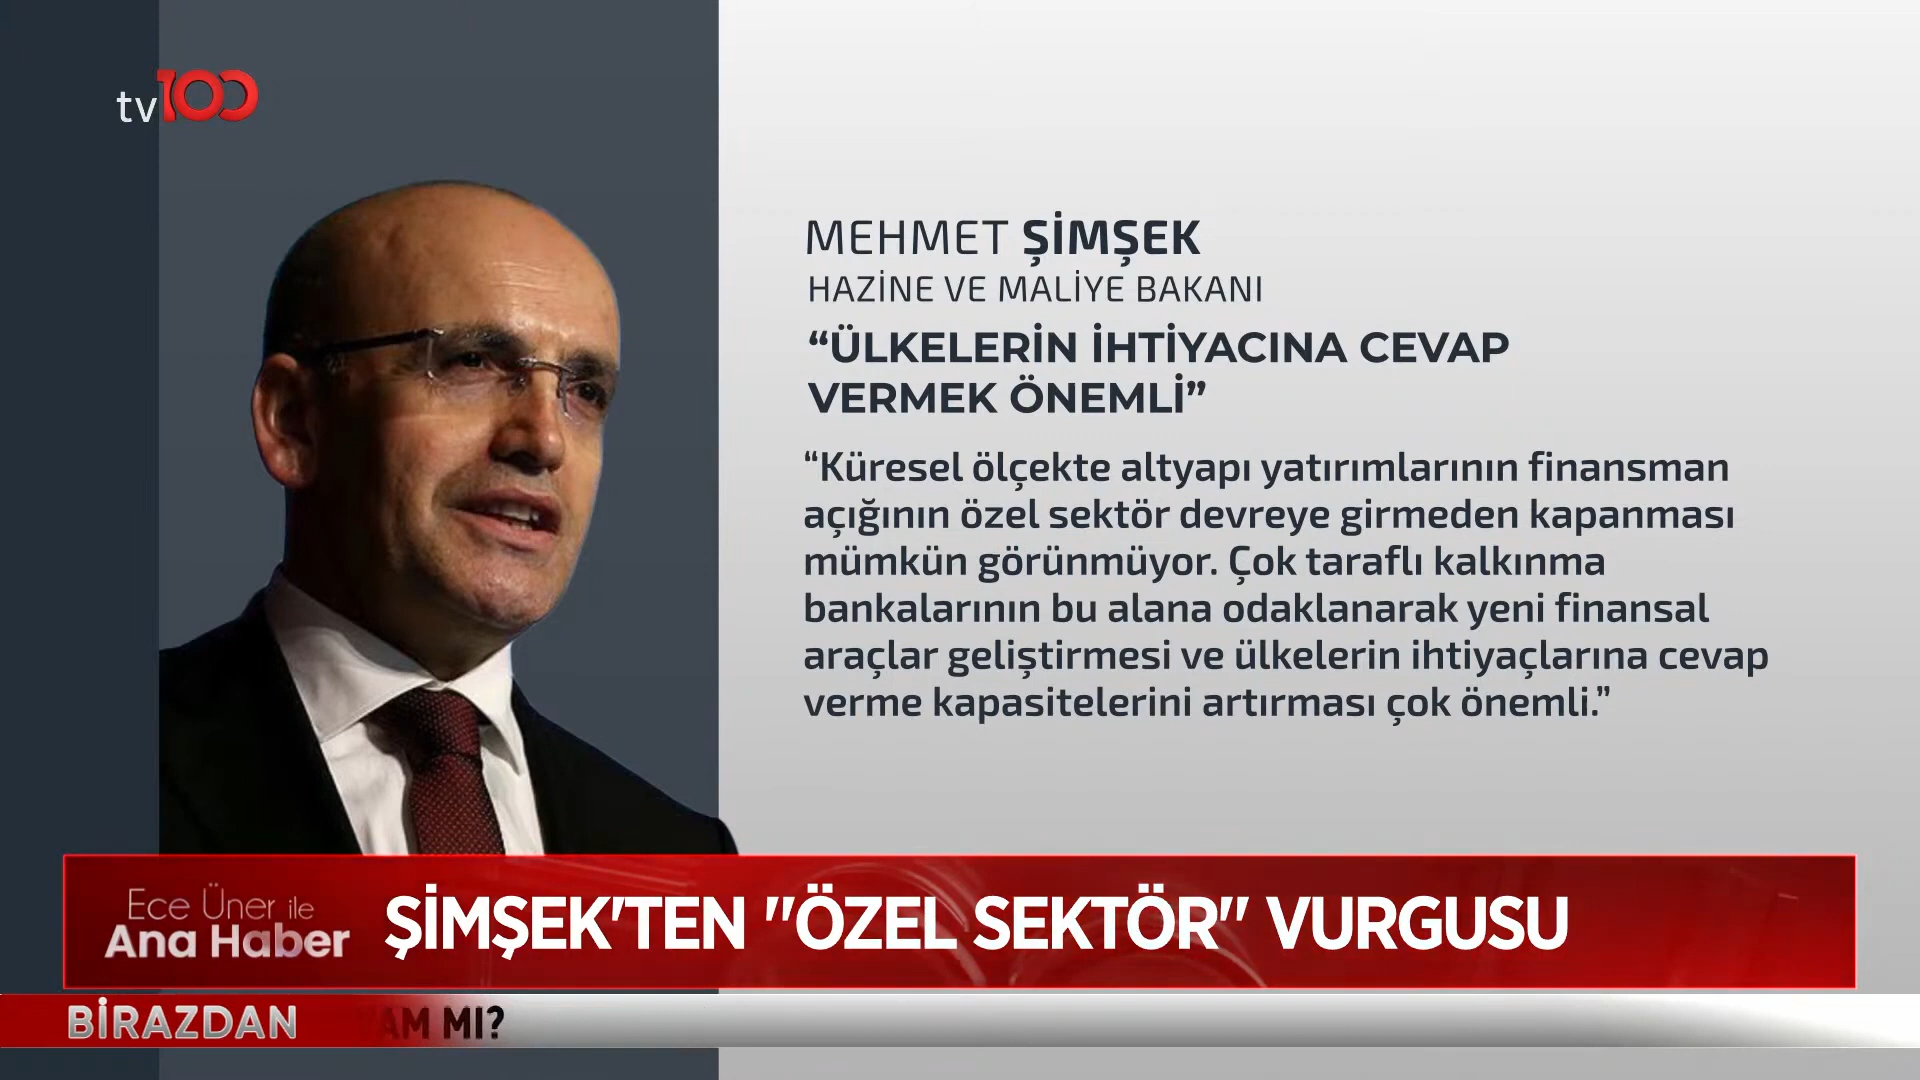 tv100
MEHMET ŞİMŞEK
HAZİNE VE MALİYE BAKANI
“ÜLKELERİN İHTİYACINA CEVAP
VERMEK ÖNEMLİ”
“Küresel ölçekte altyapı yatırımlarının finansman
açığının özel sektör devreye girmeden kapanması
mümkün görünmüyor. Çok taraflı kalkınma
bankalarının bu alana odaklanarak yeni finansal
araçlar geliştirmesi ve ülkelerin ihtiyaçlarına cevap
verme kapasitelerini artırması çok önemli.”
Ece Üner ile
Ana Haber
ŞİMŞEK'TEN "ÖZEL SEKTÖR" VURGUSU
BİRAZDAN MI?